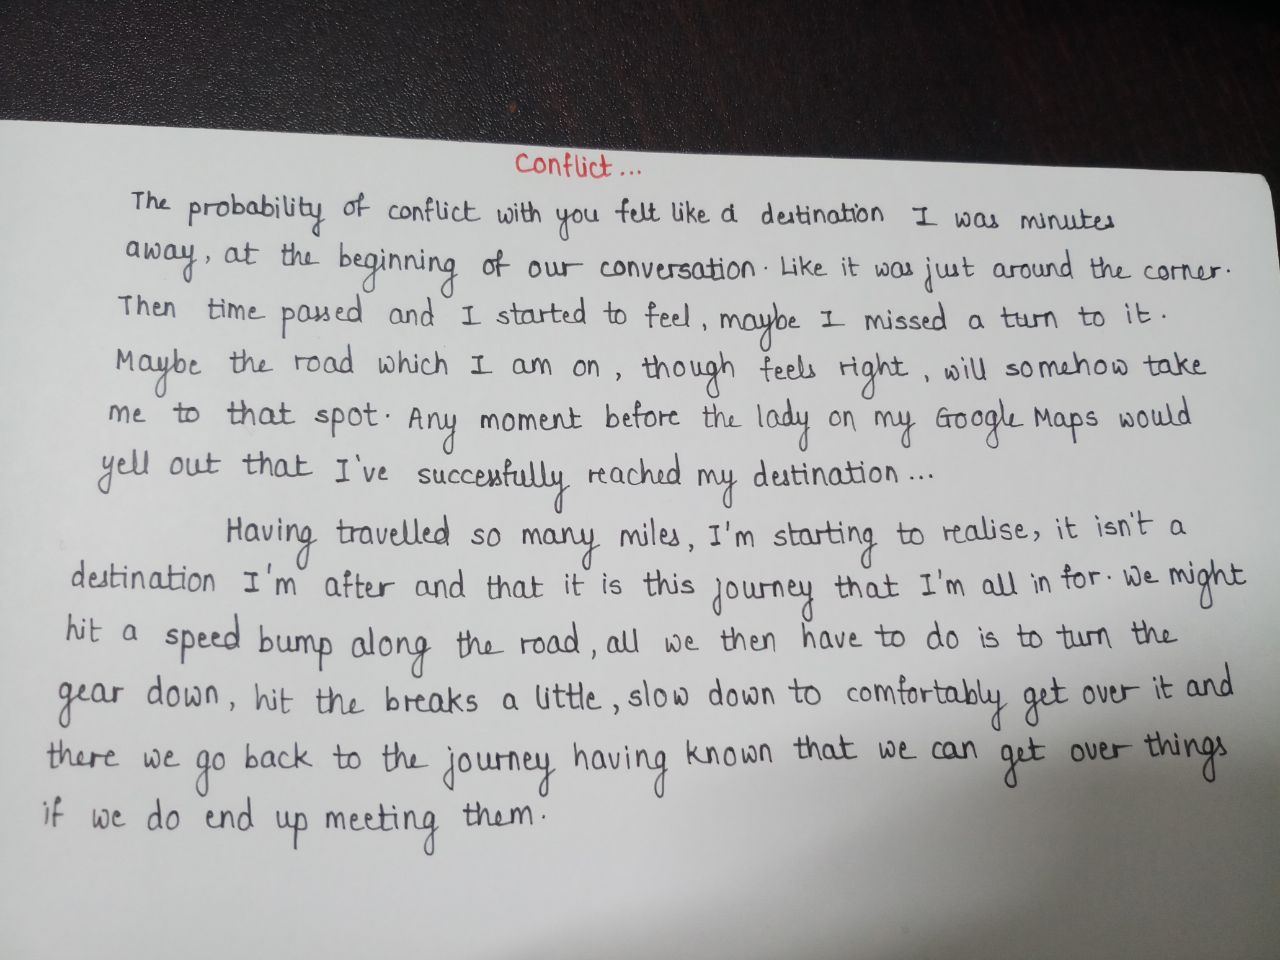 Conflict...
The probability of conflict with you felt like a destination I was minutes
away, at the beginning of our conversation. Like it was just around the corner.
Then time passed and I started to feel, maybe I missed a turn to it.
Maybe the road which I am on, though feels right, will somehow take
me to that spot. Any moment before the lady on my Google Maps would
yell out that I've successfully reached my destination...
Having travelled so many miles, I'm starting to realise, it isn't a
destination I'm after and that it is this journey that I'm all in for. We might
hit a speed bump along the road, all we then have to do is to turn the
gear down, hit the breaks a little, slow down to comfortably get over it and
there we go back to the journey having known that we can get over things
if we do end up meeting them.